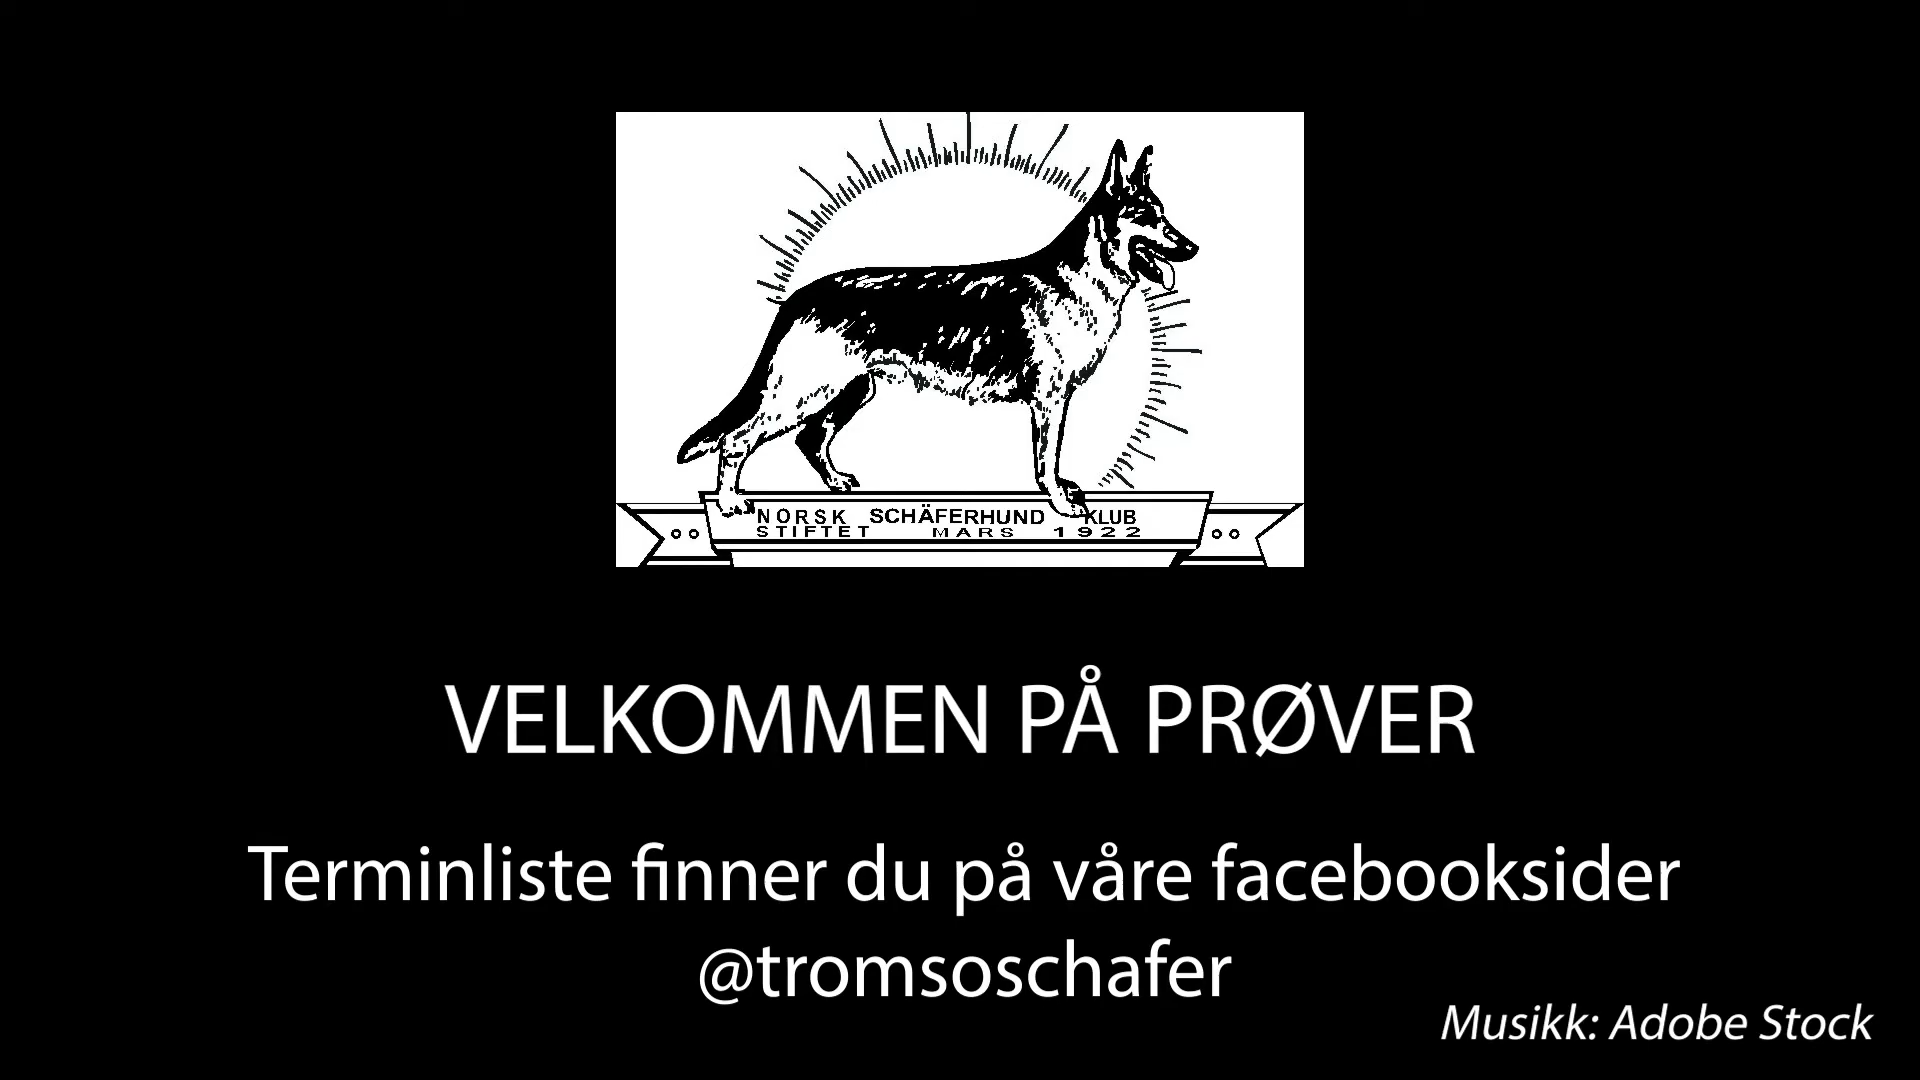 NORSK SCHÄFERHUND KLUB
STIFTET MARS 1922
VELKOMMEN PÅ PRØVER
Terminliste finner du på våre facebooksider
@tromsoschafer
Musikk: Adobe Stock